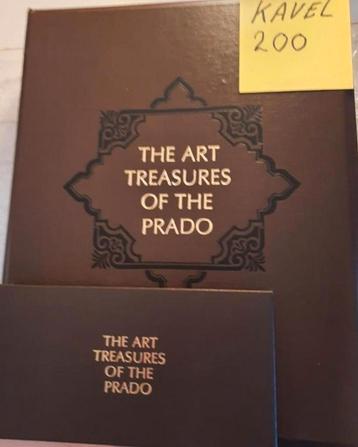 KAVEL
200
THE ART
TREASURES
OF THE
PRADO
THE ART
TREASURES
OF THE
PRADO